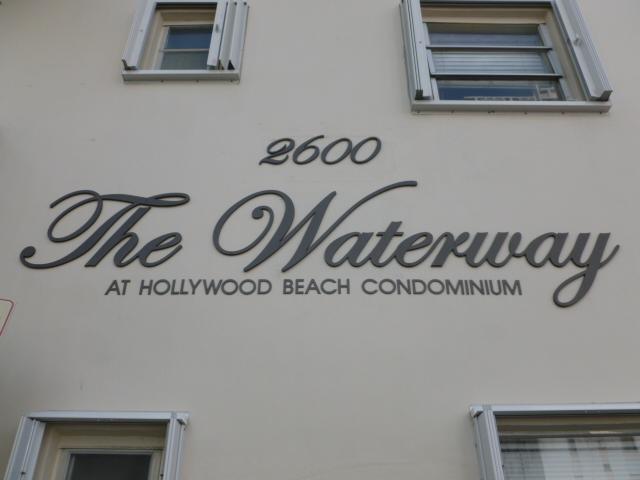 2600
The Waterway
AT HOLLYWOOD BEACH CONDOMINIUM